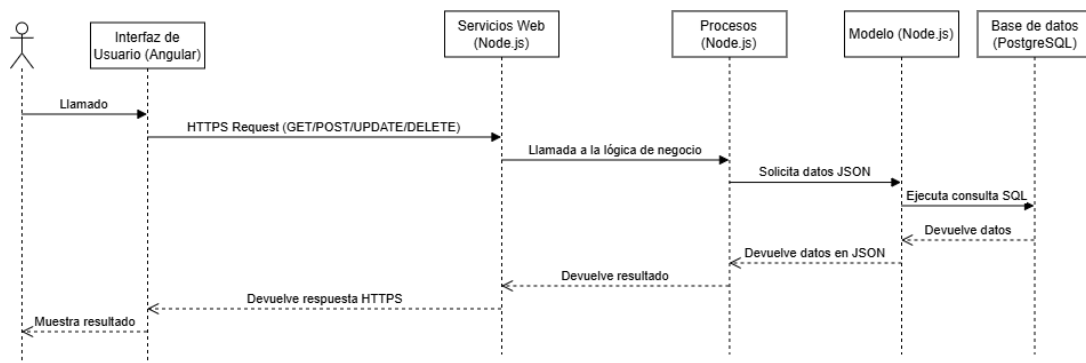 Interfaz de
Usuario (Angular)
Servicios Web
(Node.js)
Procesos
(Node.js)
Modelo (Node.js)
Base de datos
(PostgreSQL)
Llamado
HTTPS Request (GET/POST/UPDATE/DELETE)
Llamada a la lógica de negocio
Solicita datos JSON
Ejecuta consulta SQL
Devuelve datos
Devuelve datos en JSON
Devuelve resultado
Devuelve respuesta HTTPS
Muestra resultado